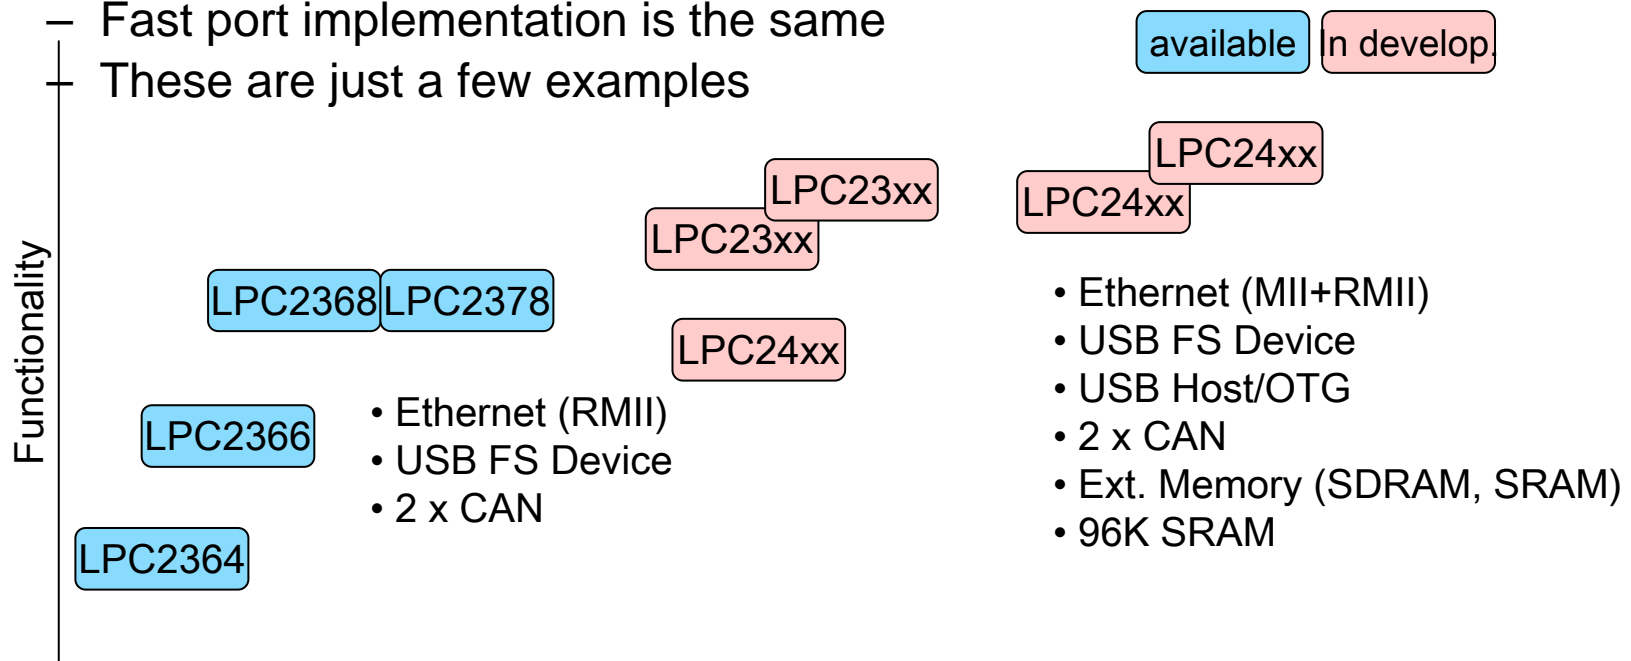 – Fast port implementation is the same
– These are just a few examples
available
In develop.
LPC24xx
LPC23xx
LPC24xx
LPC23xx
LPC2368
LPC2378
LPC24xx
Functionality
LPC2366
LPC2364
• Ethernet (RMII)
• USB FS Device
• 2 x CAN
• Ethernet (MII+RMII)
• USB FS Device
• USB Host/OTG
• 2 x CAN
• Ext. Memory (SDRAM, SRAM)
• 96K SRAM